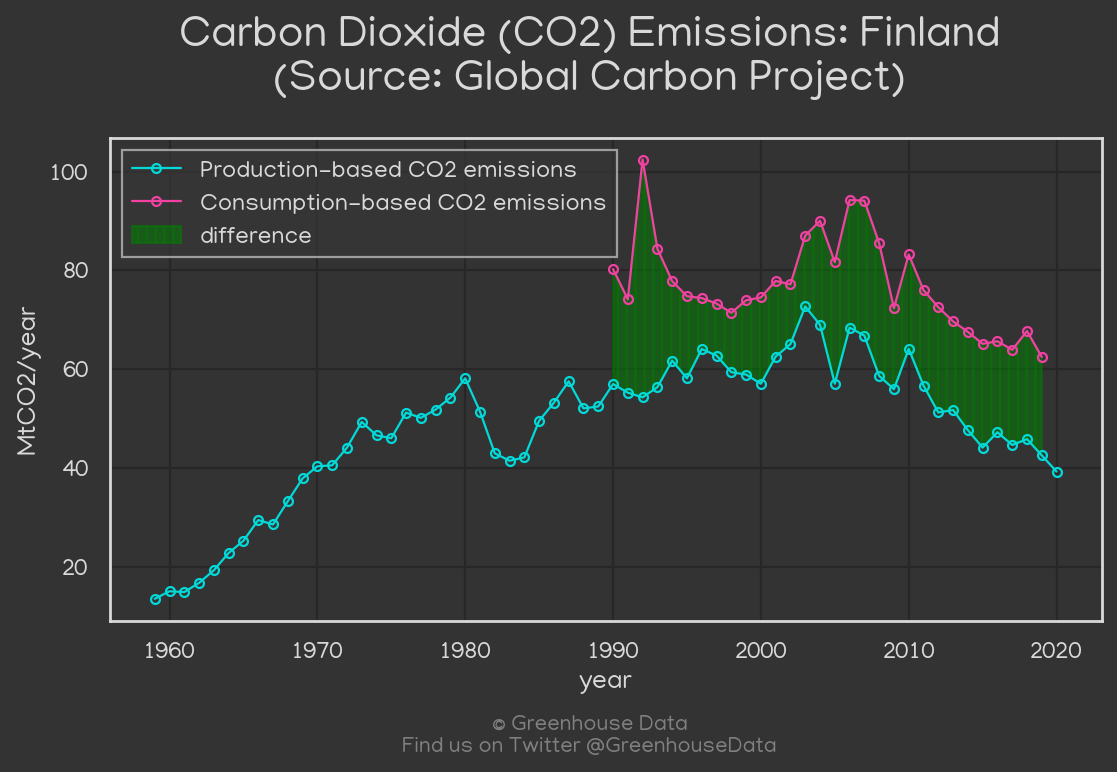 Carbon Dioxide (CO2) Emissions: Finland
(Source: Global Carbon Project)
Production-based CO2 emissions
Consumption-based CO2 emissions
difference
MtCO2/year
100
80
60
40
20
1960 1970 1980 1990 2000 2010 2020
year
© Greenhouse Data
Find us on Twitter @GreenhouseData